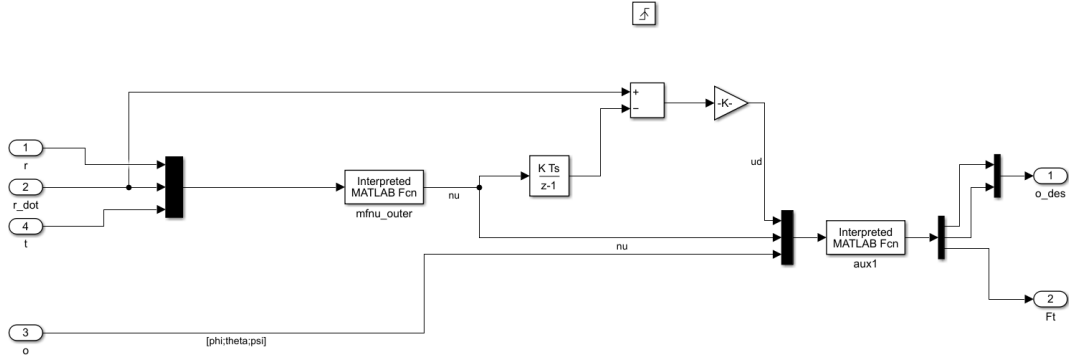 +
−
-K-
1
r
2
r_dot
4
t
Interpreted
MATLAB Fcn
mfnu_outer
nu
K Ts
z-1
ud
nu
Interpreted
MATLAB Fcn
aux1
1
o_des
2
Ft
3
o
[phi;theta;psi]